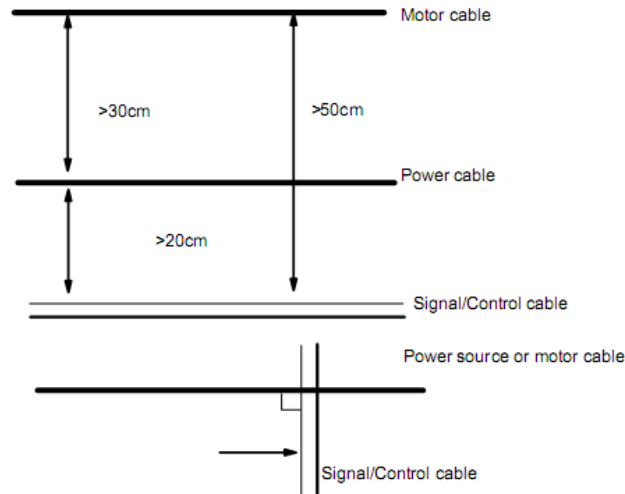 Motor cable
>30cm
>50cm
Power cable
>20cm
Signal/Control cable
Power source or motor cable
Signal/Control cable